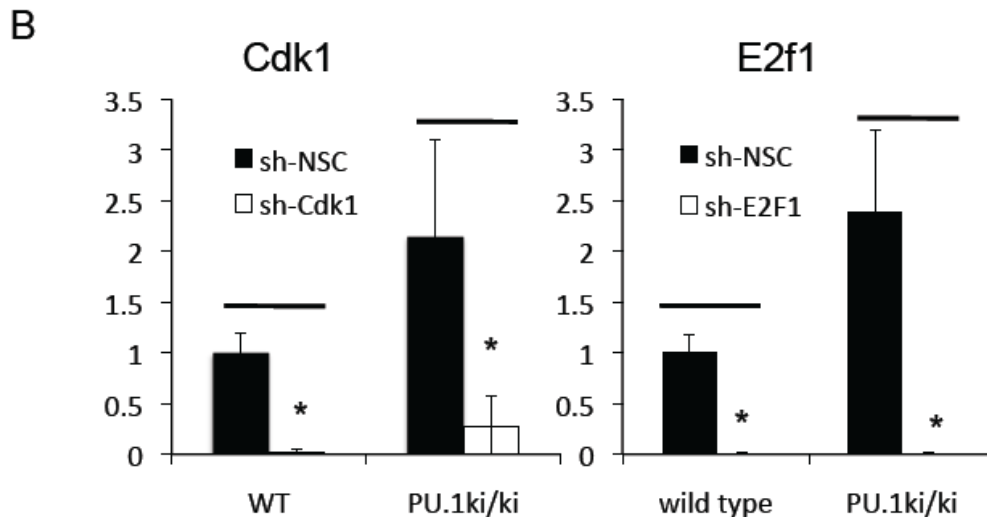 B
Cdk1
3.5
3
2.5
2
1.5
1
0.5
0
sh-NSC
sh-Cdk1
*
*
WT
PU.1ki/ki
E2f1
3.5
3
2.5
2
1.5
1
0.5
0
sh-NSC
sh-E2F1
*
*
wild type
PU.1ki/ki